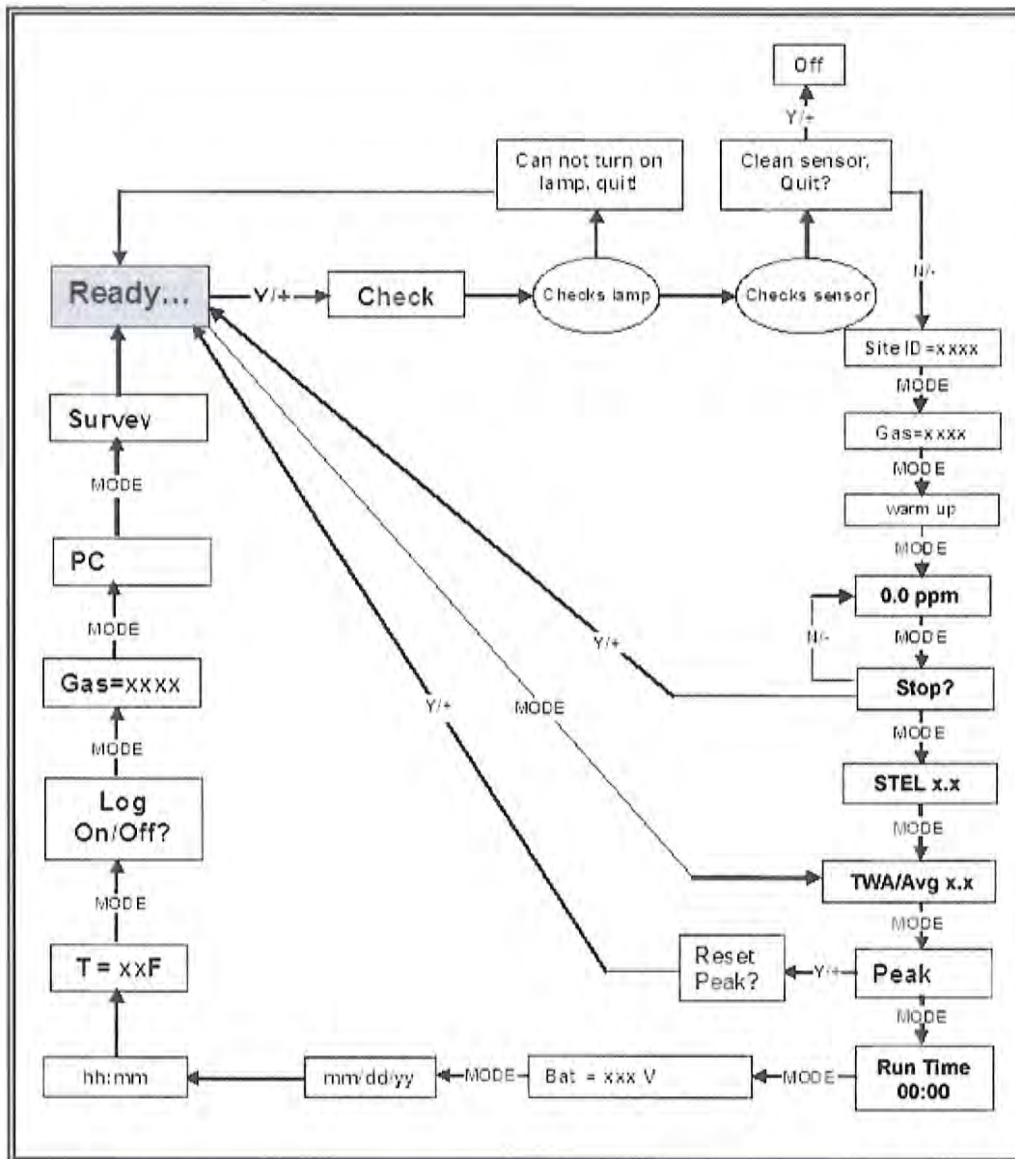 Off
Y/+
Can not turn on
lamp, quit!
Clean sensor,
Quit?
N/-
Ready...
Y/+
Check
Checks lamp
Checks sensor
Site ID=xxxx
MODE
Gas=xxxx
MODE
warm up
MODE
0.0 ppm
N/-
MODE
Stop?
Y/+
MODE
STEL x.x
MODE
TWA/Avg x.x
MODE
MODE
Peak
Y/+
Reset
Peak?
Y/+
MODE
Run Time
00:00
MODE
Bat = xxx V
MODE
mm/dd/yy
hh:mm
T = xxF
MODE
Log
On/Off?
MODE
Gas=xxxx
MODE
PC
MODE
Survey